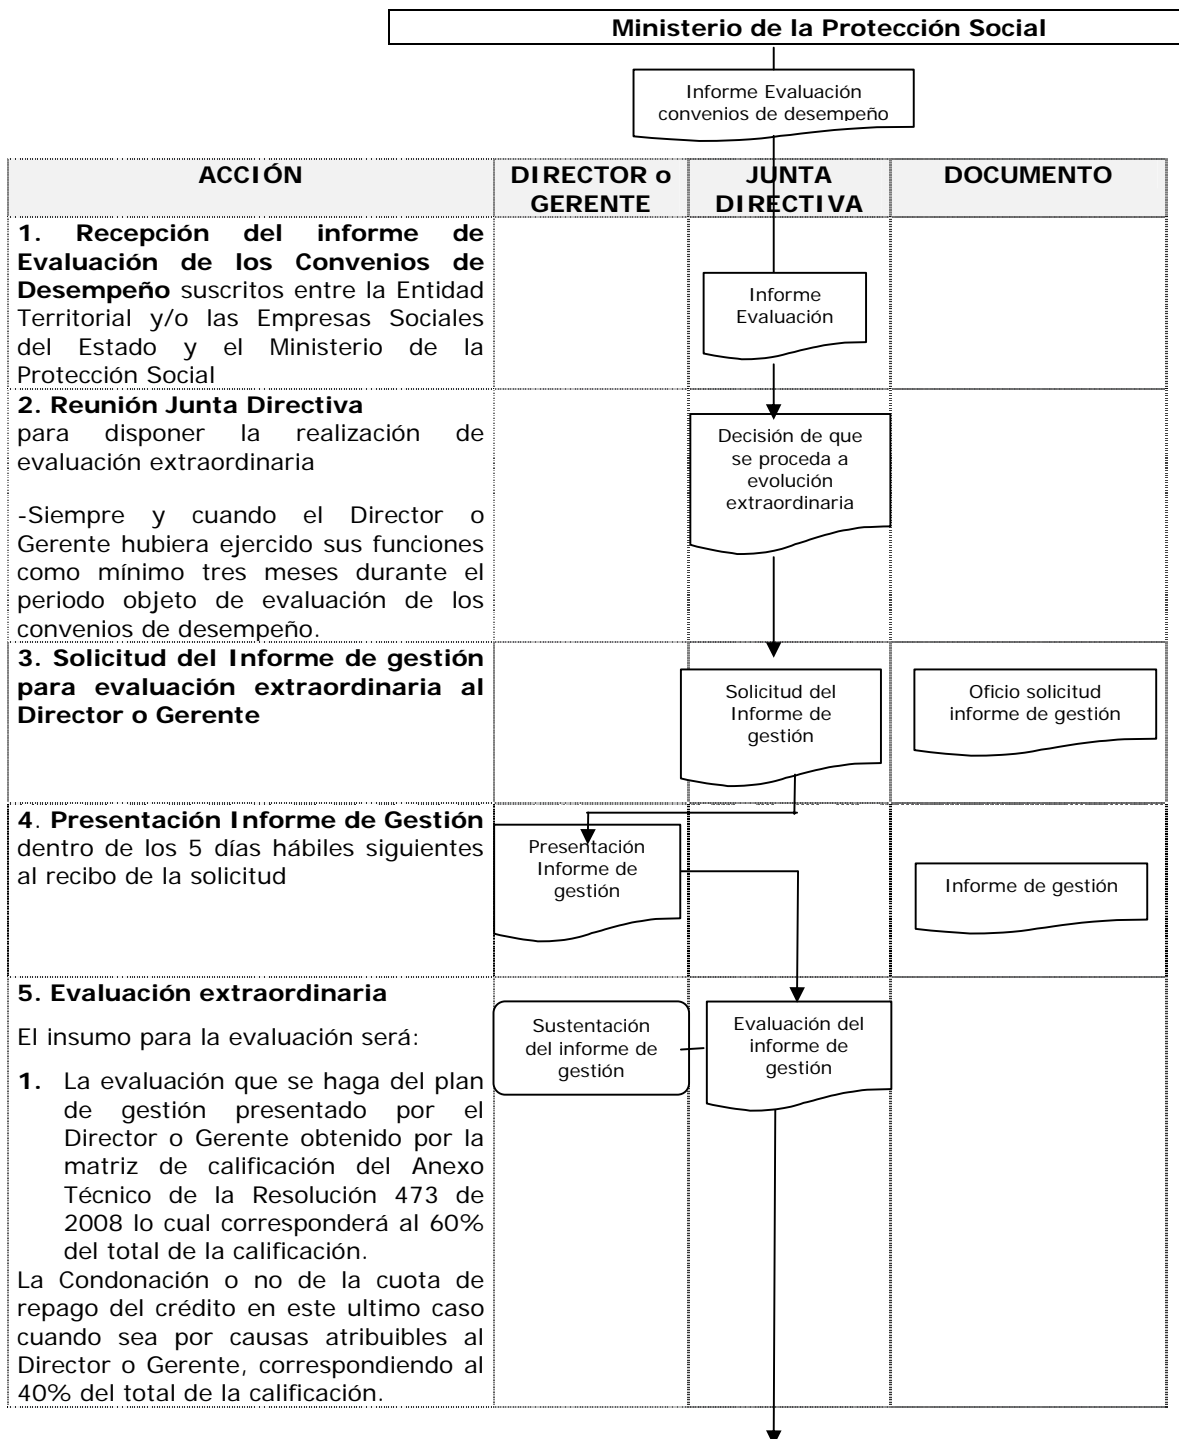 Ministerio de la Protección Social
Informe Evaluación
convenios de desempeño
ACCIÓN
DIRECTOR o
GERENTE
JUNTA
DIRECTIVA
DOCUMENTO
1. Recepción del informe de
Evaluación de los Convenios de
Desempeño suscritos entre la Entidad
Territorial y/o las Empresas Sociales
del Estado y el Ministerio de la
Protección Social
Informe
Evaluación
2. Reunión Junta Directiva
para disponer la realización de
evaluación extraordinaria
-Siempre y cuando el Director o
Gerente hubiera ejercido sus funciones
como mínimo tres meses durante el
periodo objeto de evaluación de los
convenios de desempeño.
Decisión de que
se proceda a
evolución
extraordinaria
3. Solicitud del Informe de gestión
para evaluación extraordinaria al
Director o Gerente
Solicitud del
Informe de
gestión
Oficio solicitud
informe de gestión
4. Presentación Informe de Gestión
dentro de los 5 días hábiles siguientes
al recibo de la solicitud
Presentación
Informe de
gestión
Informe de gestión
5. Evaluación extraordinaria
El insumo para la evaluación será:
1. La evaluación que se haga del plan
de gestión presentado por el
Director o Gerente obtenido por la
matriz de calificación del Anexo
Técnico de la Resolución 473 de
2008 lo cual corresponderá al 60%
del total de la calificación.
La Condonación o no de la cuota de
repago del crédito en este ultimo caso
cuando sea por causas atribuibles al
Director o Gerente, correspondiendo al
40% del total de la calificación.
Sustentación
del informe de
gestión
Evaluación del
informe de
gestión